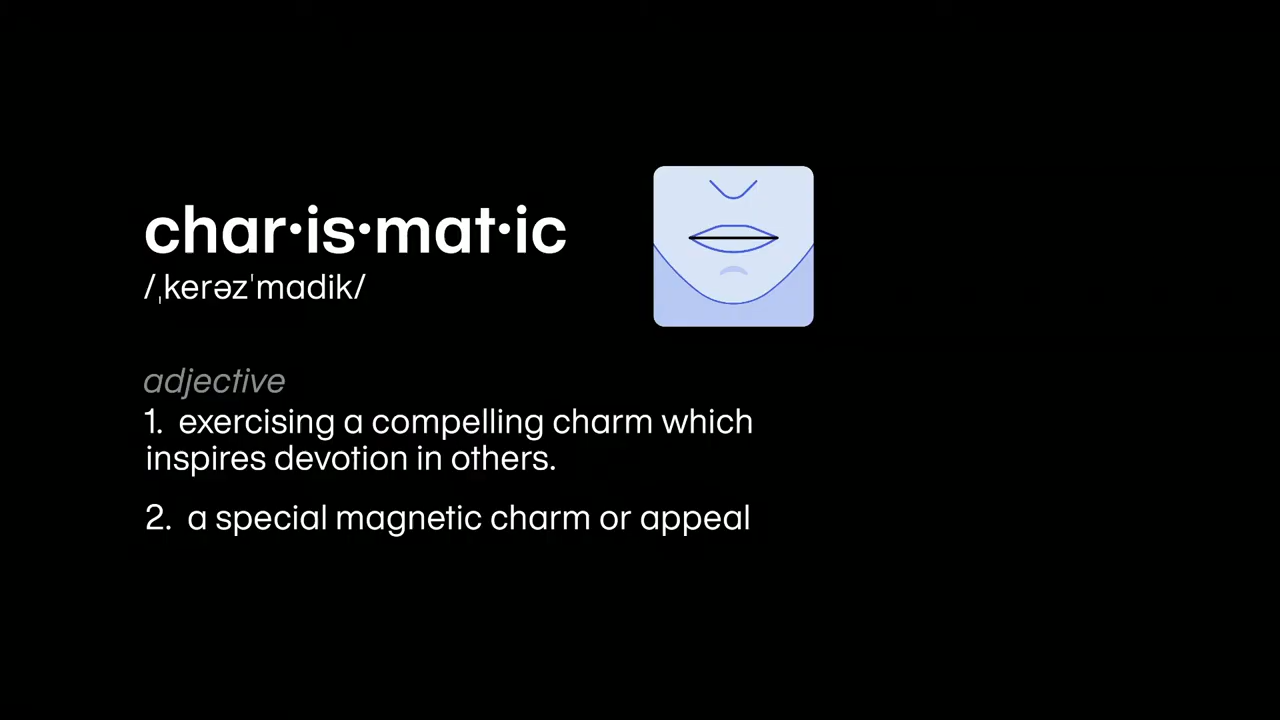 char·is·mat·ic
/ˌkerəzˈmadik/
adjective
1. exercising a compelling charm which
inspires devotion in others.
2. a special magnetic charm or appeal